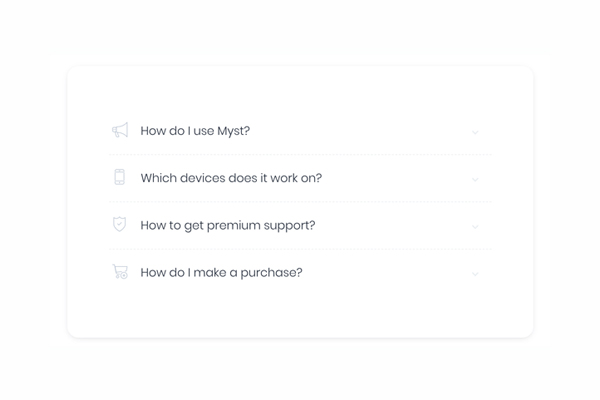 How do I use Myst?
Which devices does it work on?
How to get premium support?
How do I make a purchase?